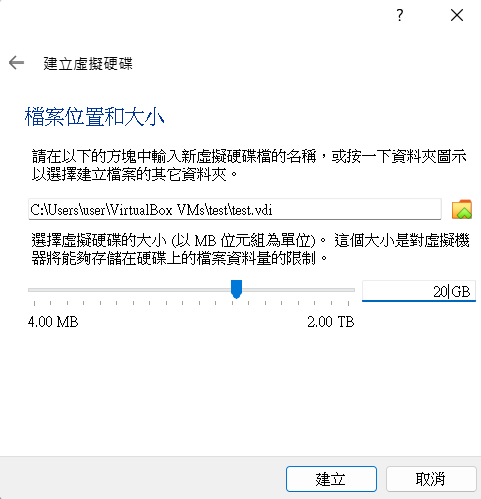 ?
建立虛擬硬碟
檔案位置和大小
請在以下的方塊中輸入新虛擬硬碟檔的名稱，或按一下資料夾圖示
以選擇建立檔案的其它資料夾。
C:\Users\user\VirtualBox VMs\test\test.vdi
選擇虛擬硬碟的大小 (以 MB 位元組為單位)。 這個大小是對虛擬機
器將能夠存儲在硬碟上的檔案資料量的限制。
20 GB
4.00 MB 2.00 TB
建立 取消